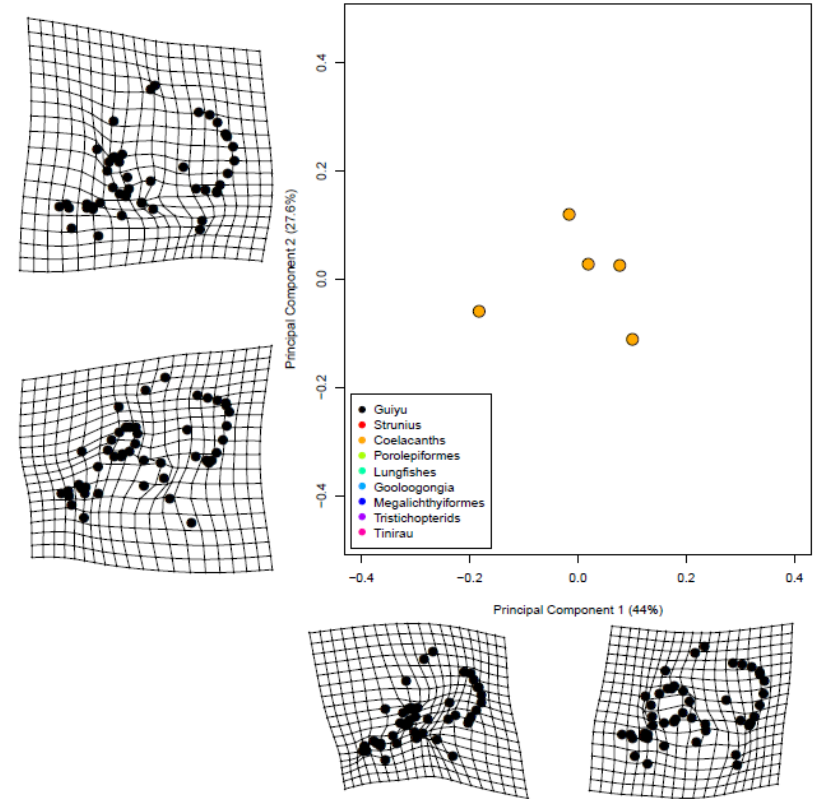 0.4
0.2
0.0
−0.2
−0.4
Principal Component 2 (27.6%)
Guiyu
Strunius
Coelacanths
Porolepiformes
Lungfishes
Gooloogongia
Megalichthyiformes
Tristichopterids
Tinirau
−0.4
−0.2
0.0
0.2
0.4
Principal Component 1 (44%)